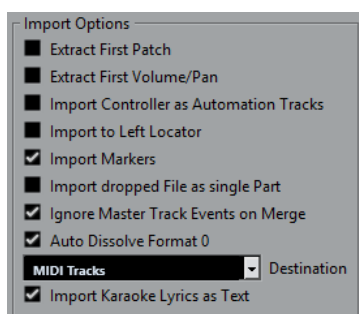 Import Options
Extract First Patch
Extract First Volume/Pan
Import Controller as Automation Tracks
Import to Left Locator
Import Markers
Import dropped File as single Part
Ignore Master Track Events on Merge
Auto Dissolve Format 0
MIDI Tracks Destination
Import Karaoke Lyrics as Text